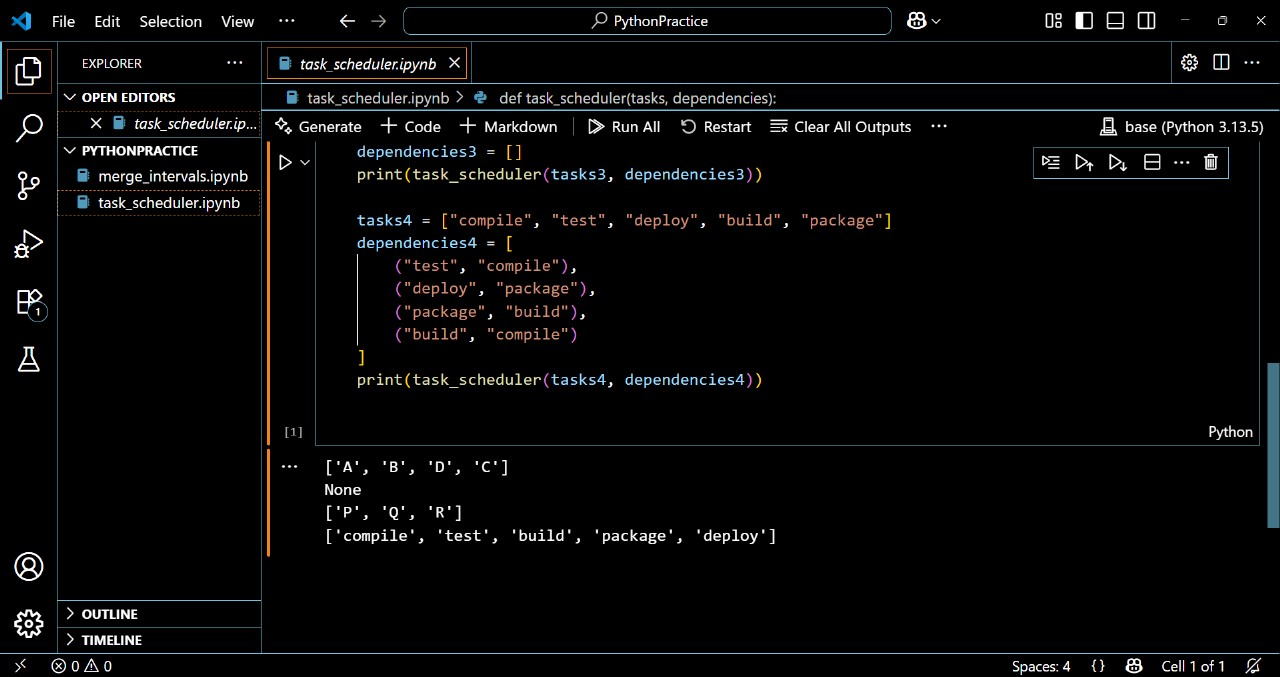 File Edit Selection View ··· PythonPractice
EXPLORER ···
OPEN EDITORS
task_scheduler.ip...
PYTHONPRACTICE
merge_intervals.ipynb
task_scheduler.ipynb
OUTLINE
TIMELINE
task_scheduler.ipynb
task_scheduler.ipynb > def task_scheduler(tasks, dependencies):
Generate + Code + Markdown Run All Restart Clear All Outputs ··· base (Python 3.13.5)
dependencies3 = []
print(task_scheduler(tasks3, dependencies3))
tasks4 = ["compile", "test", "deploy", "build", "package"]
dependencies4 = [
("test", "compile"),
("deploy", "package"),
("package", "build"),
("build", "compile")
]
print(task_scheduler(tasks4, dependencies4))
[1] Python
['A', 'B', 'D', 'C']
None
['P', 'Q', 'R']
['compile', 'test', 'build', 'package', 'deploy']
1
0 0 Spaces: 4 {} Cell 1 of 1